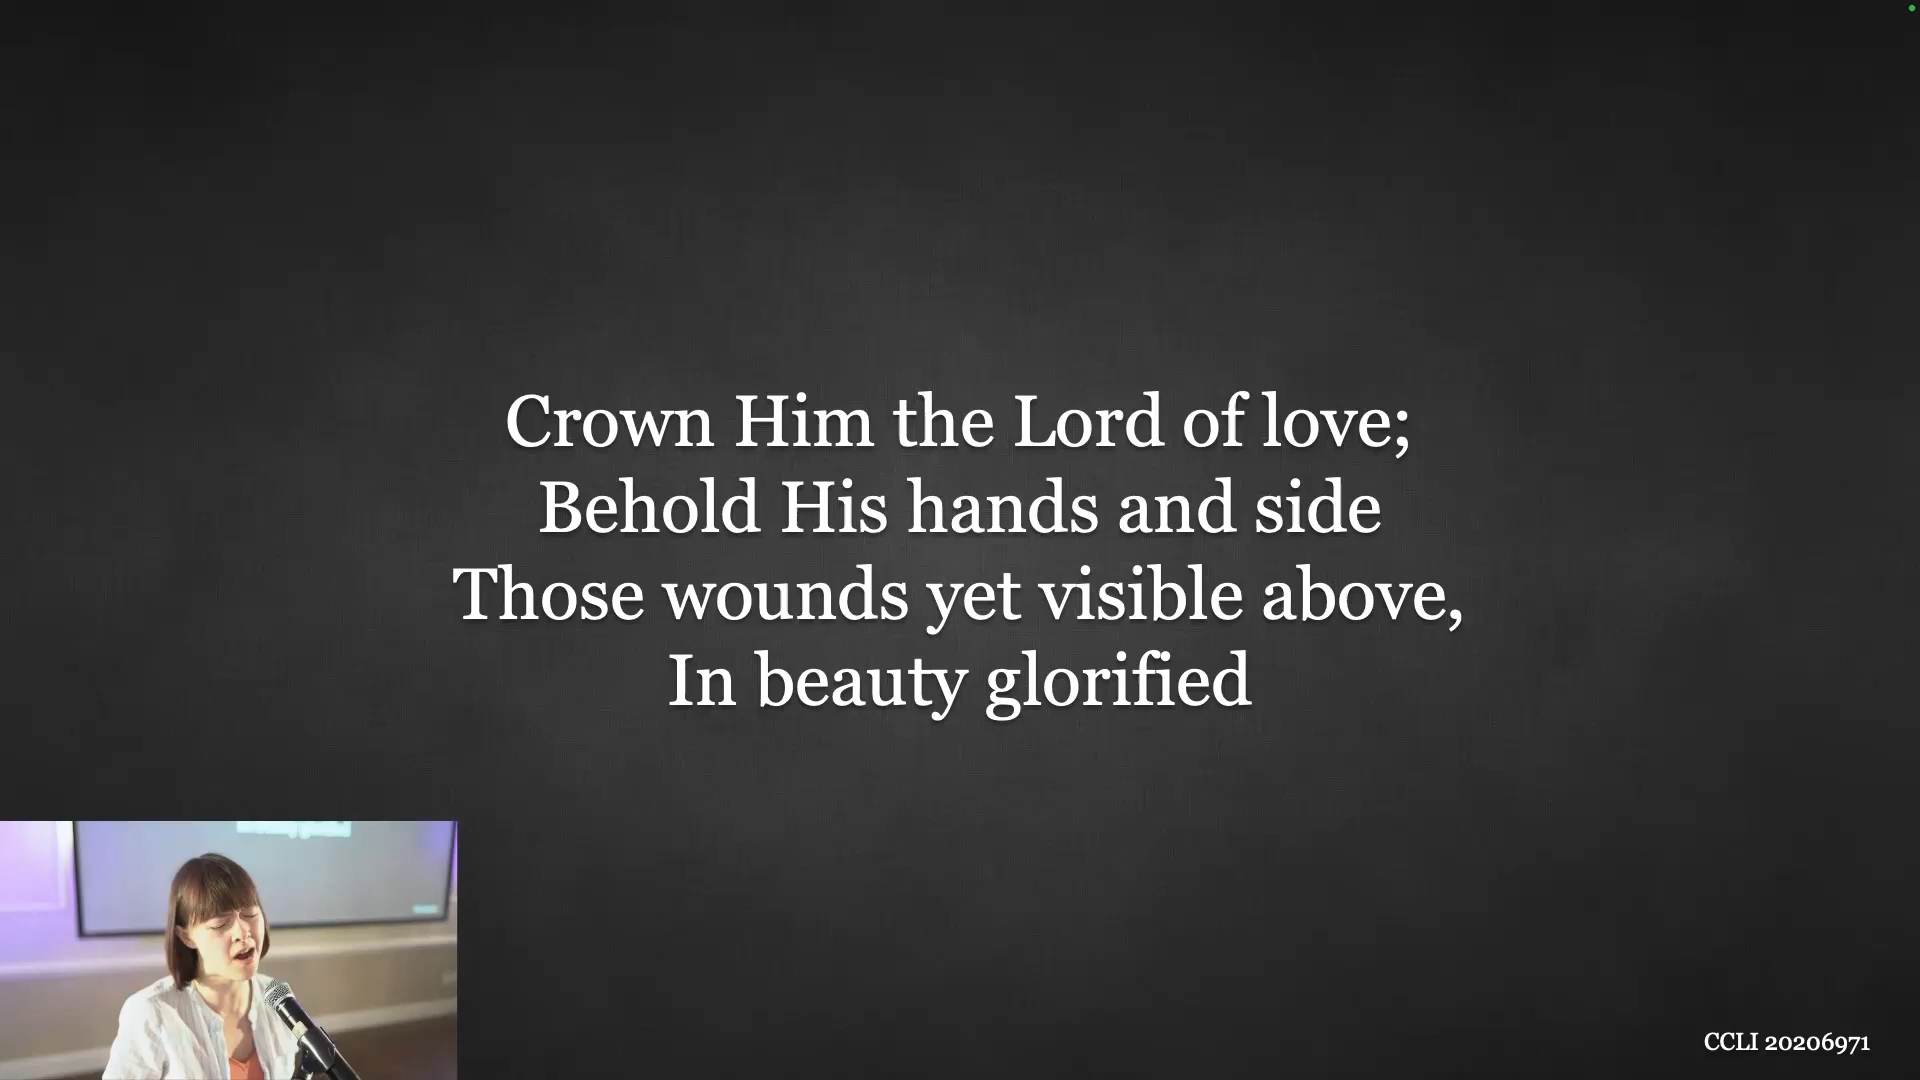 Crown Him the Lord of love;
Behold His hands and side
Those wounds yet visible above,
In beauty glorified
CCLI 20206971